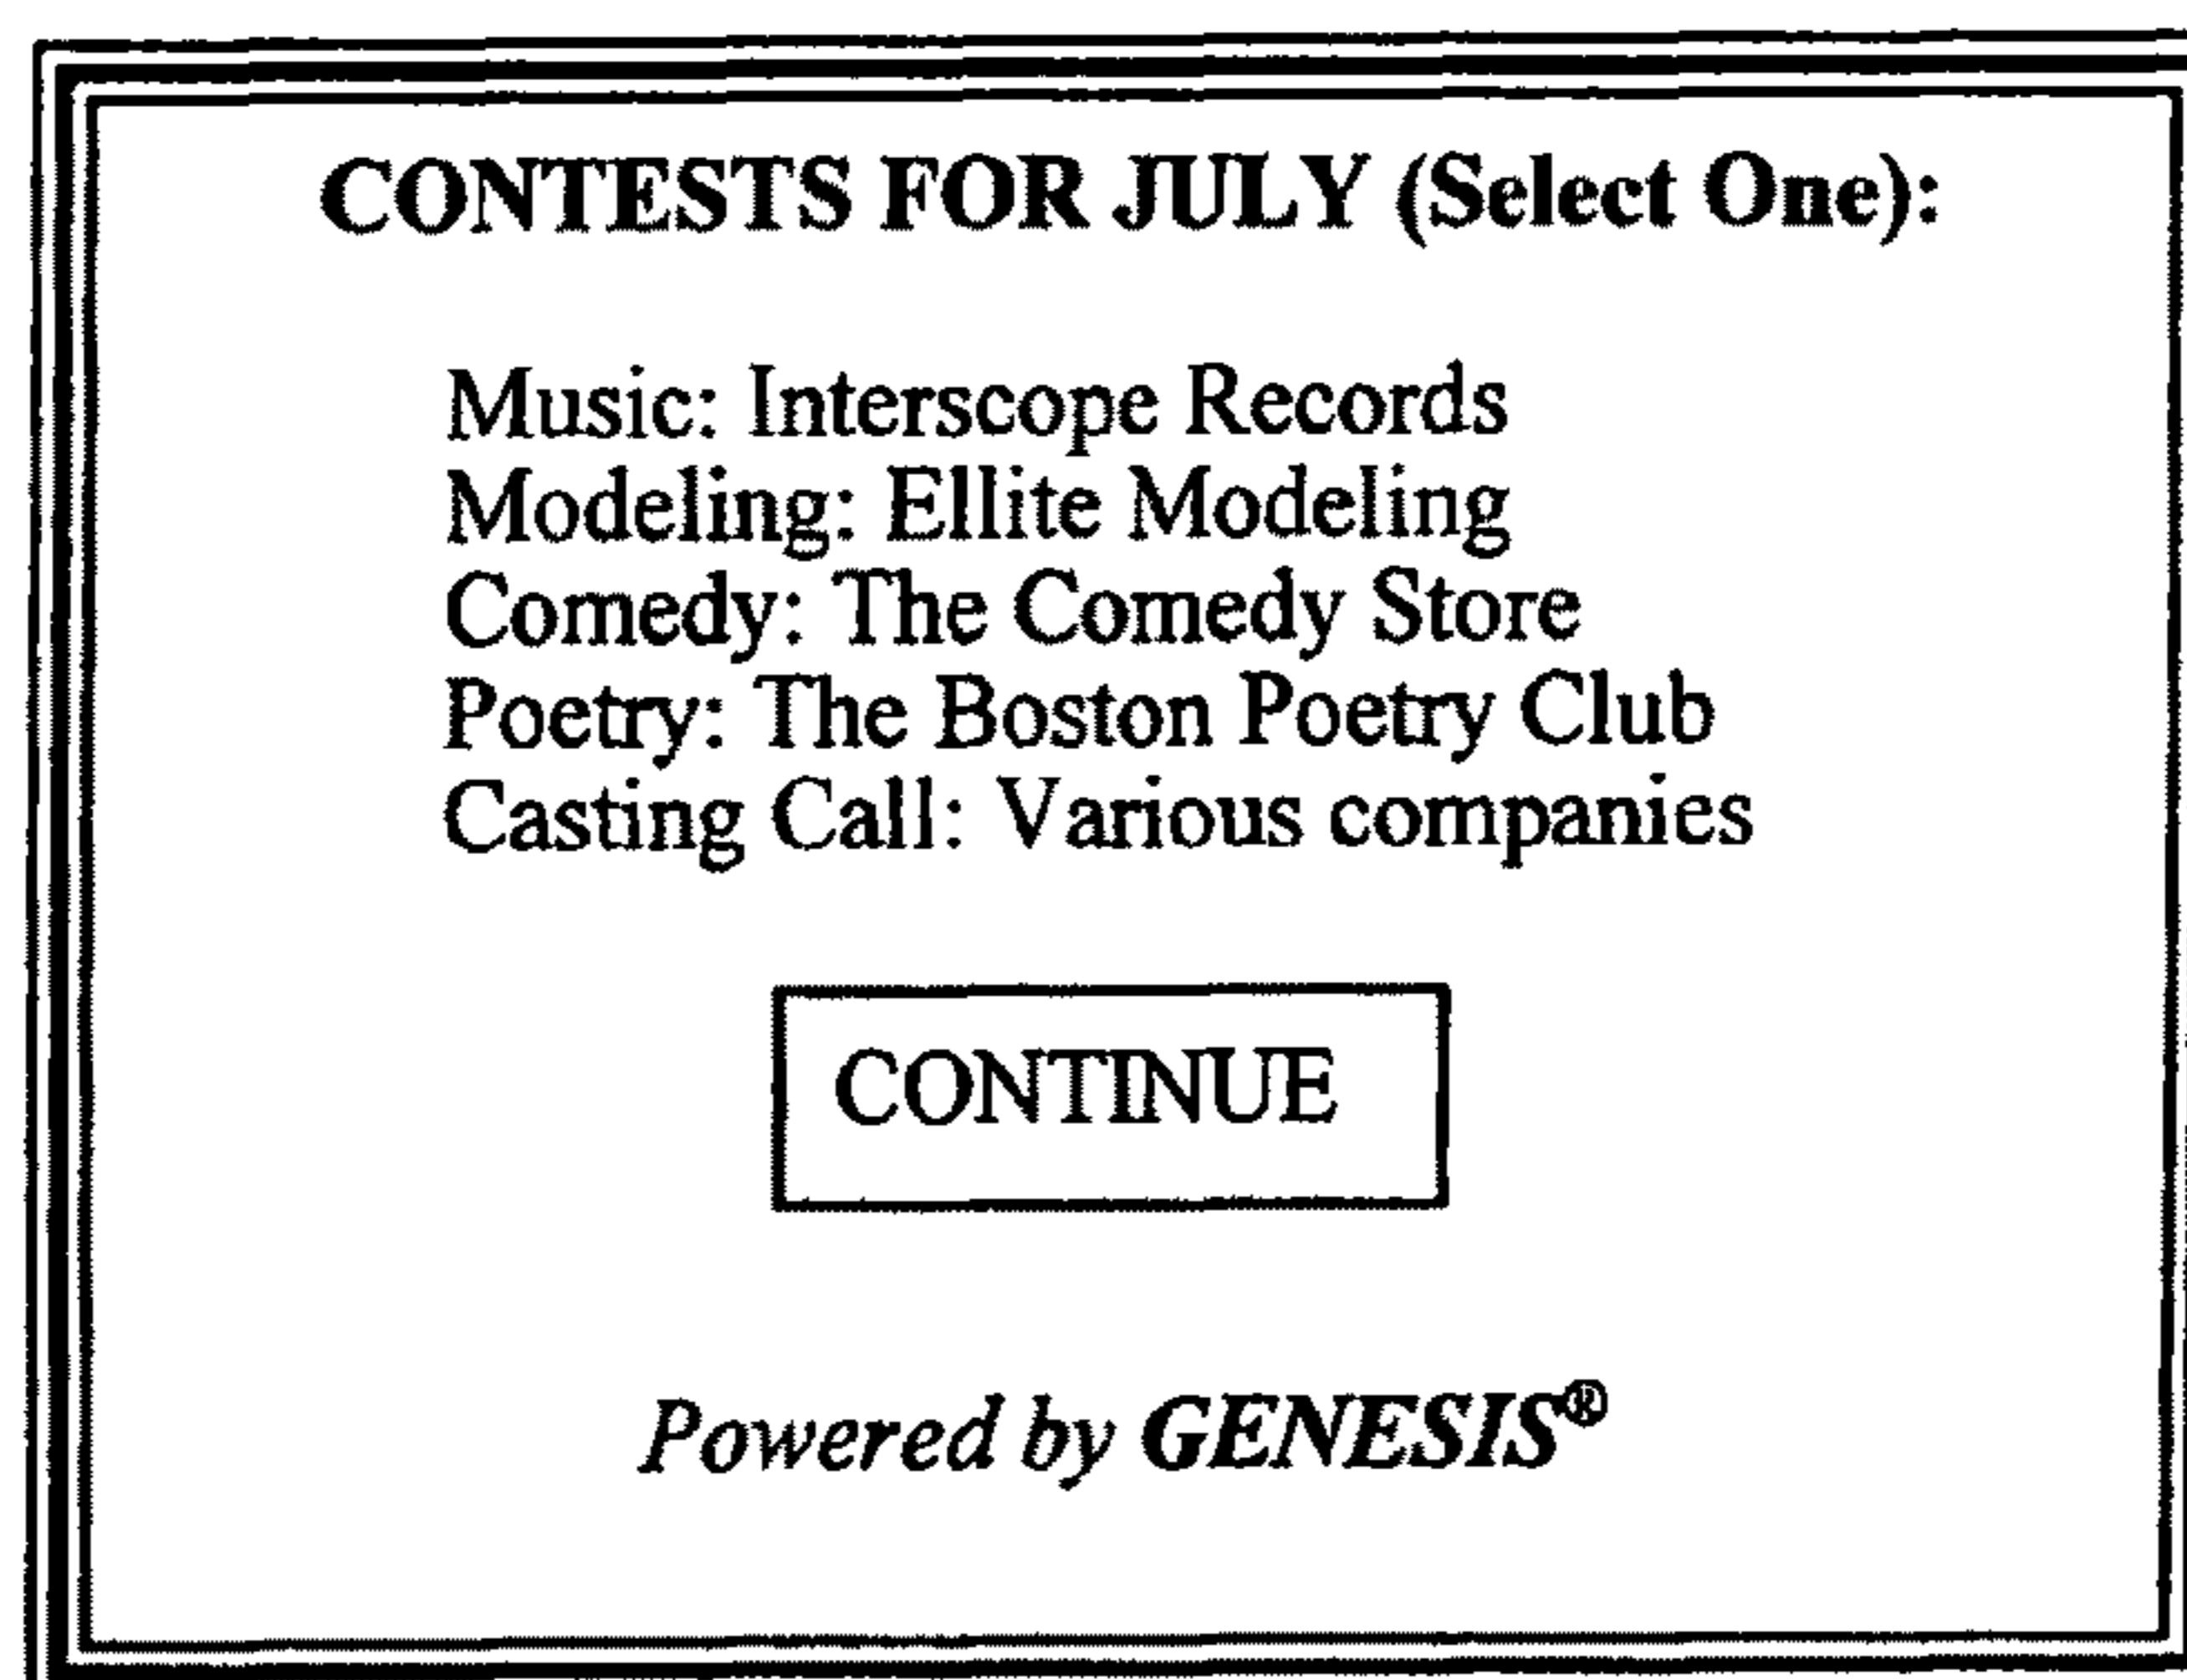 CONTESTS FOR JULY (Select One):
Music: Interscope Records
Modeling: Ellite Modeling
Comedy: The Comedy Store
Poetry: The Boston Poetry Club
Casting Call: Various companies
CONTINUE
Powered by GENESIS®